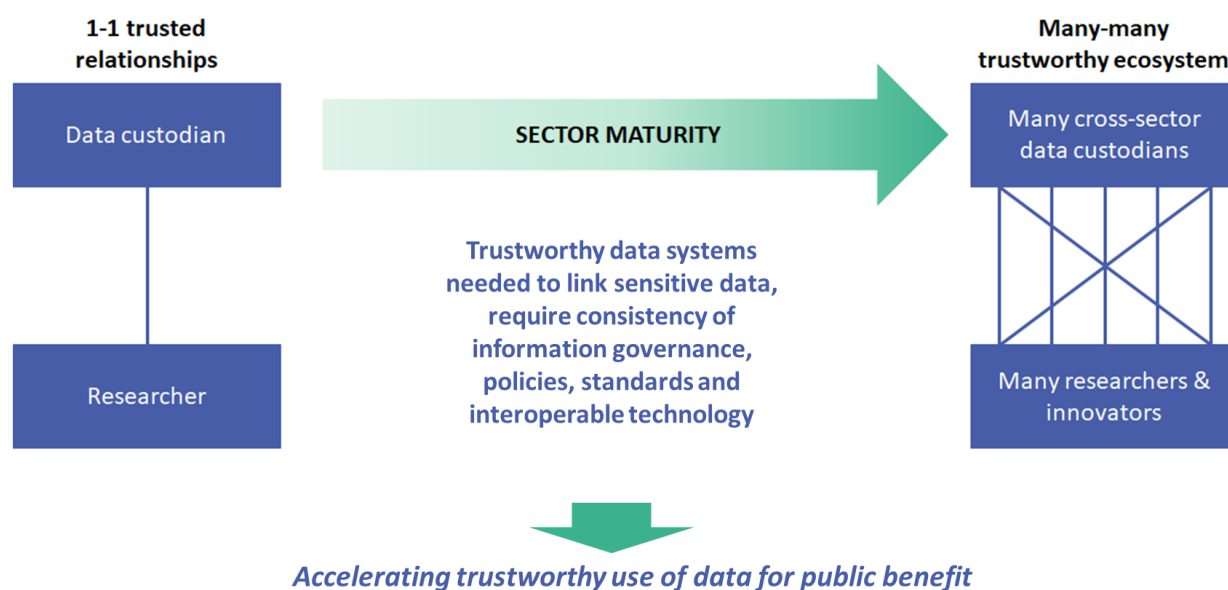 1-1 trusted
relationships
Data custodian
Researcher
SECTOR MATURITY
Trustworthy data systems
needed to link sensitive data,
require consistency of
information governance,
policies, standards and
interoperable technology
Many-many
trustworthy ecosystem
Many cross-sector
data custodians
Many researchers &
innovators
Accelerating trustworthy use of data for public benefit